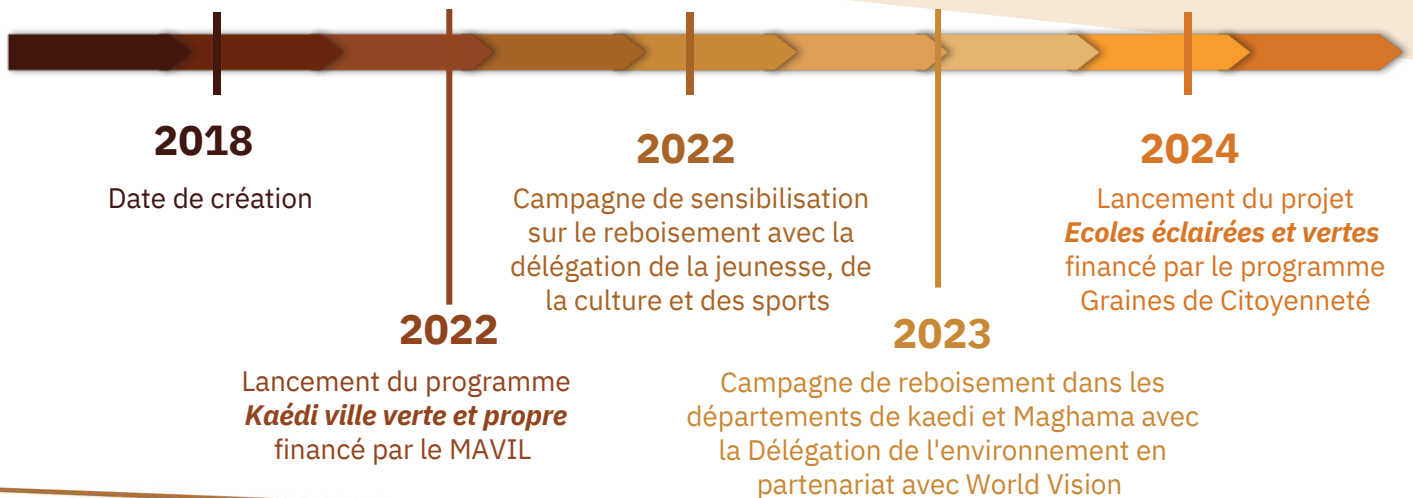 2018
Date de création
2022
Lancement du programme
Kaédi ville verte et propre
financé par le MAVIL
2022
Campagne de sensibilisation
sur le reboisement avec la
délégation de la jeunesse, de
la culture et des sports
2023
Campagne de reboisement dans les
départements de kaedi et Maghama avec
la Délégation de l'environnement en
partenariat avec World Vision
2024
Lancement du projet
Ecoles éclairées et vertes
financé par le programme
Graines de Citoyenneté